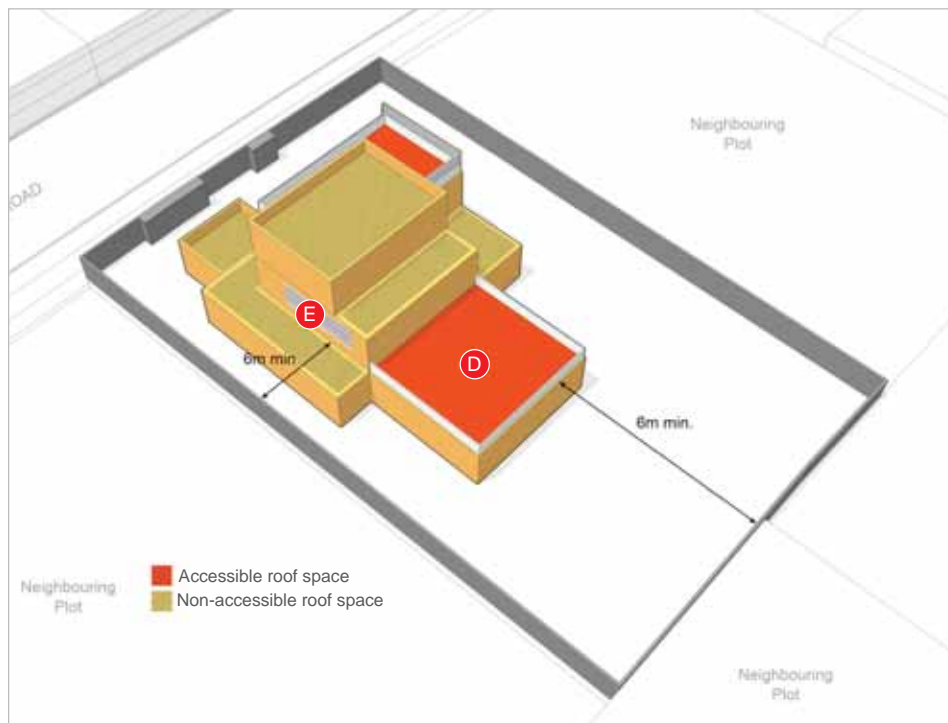 Neighbouring
Plot
OAD
E
6m min
D
6m min.
Accessible roof space
Non-accessible roof space
Neighbouring
Plot
Neighbouring
Plot